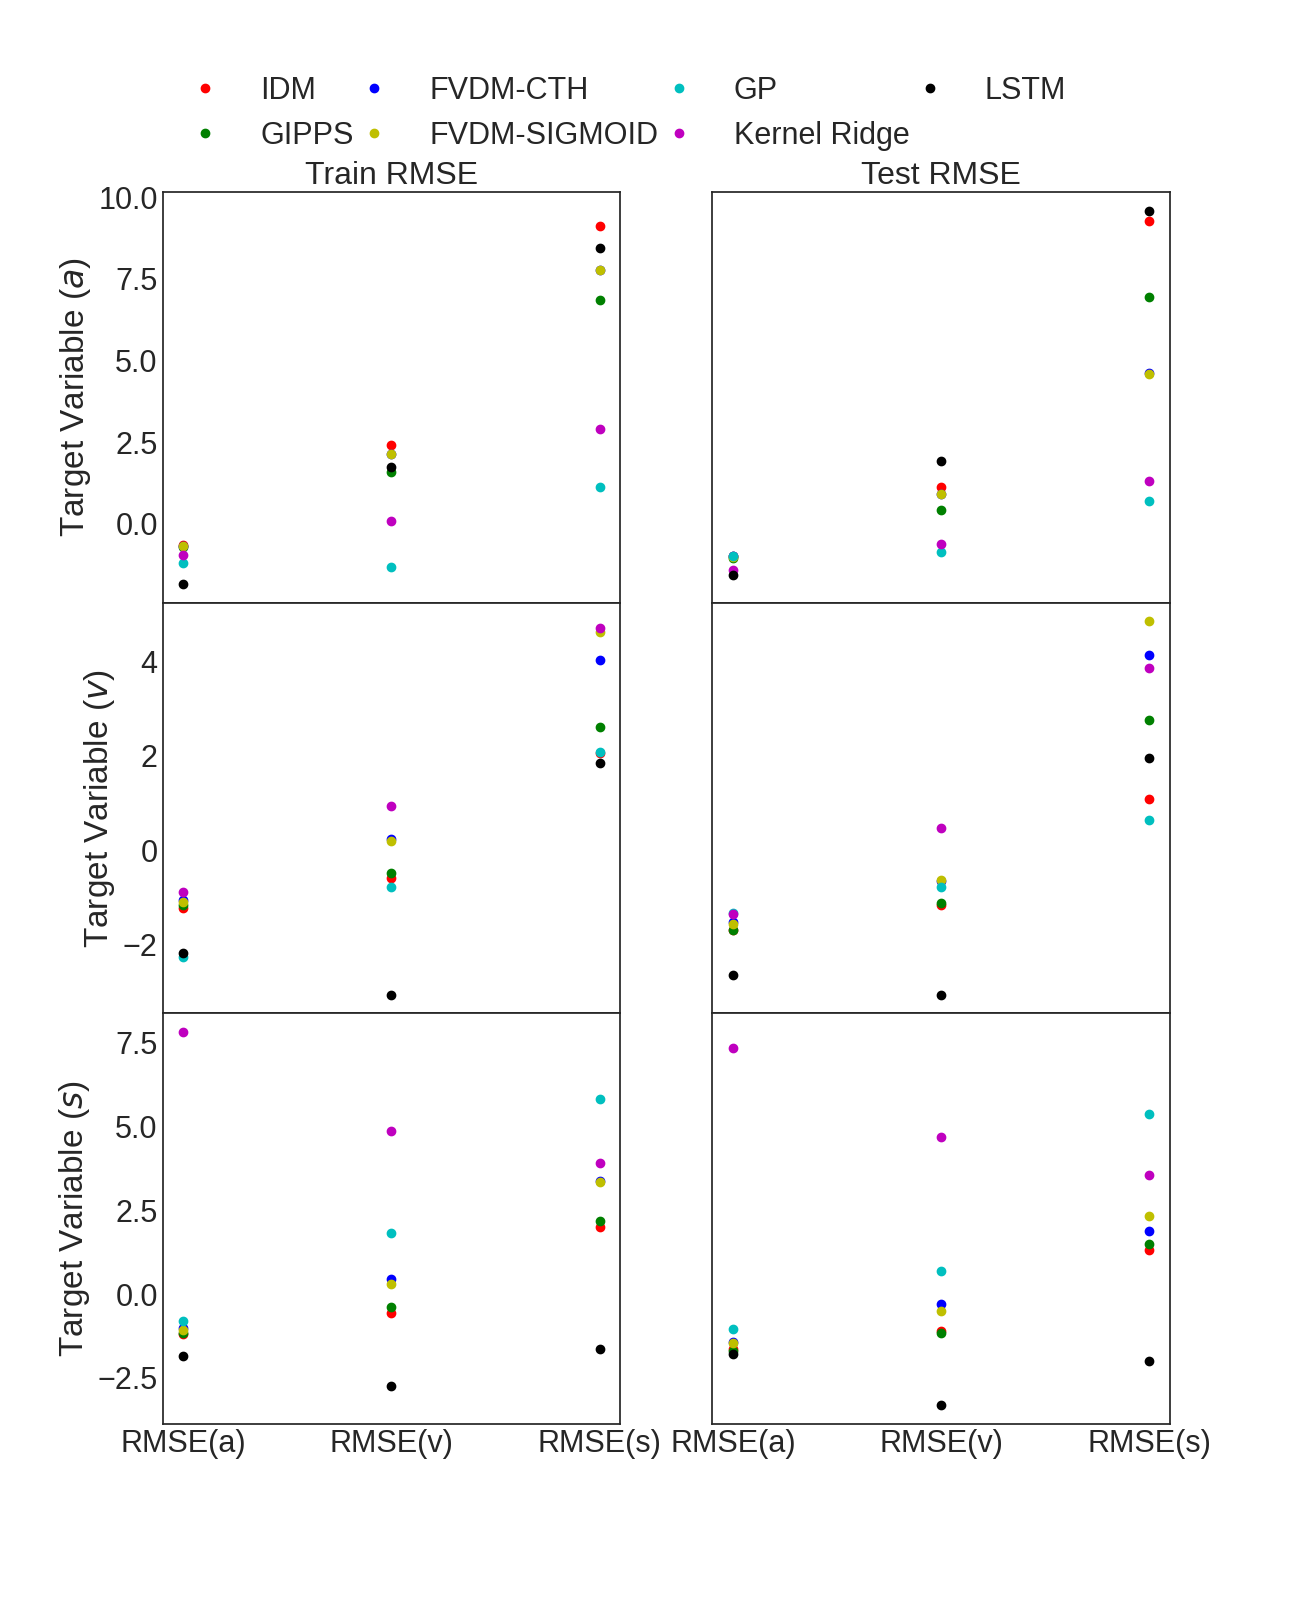 IDM FVDM-CTH GP LSTM
GIPPS FVDM-SIGMOID Kernel Ridge
Train RMSE Test RMSE
Target Variable (a)
10.0
7.5
5.0
2.5
0.0
Target Variable (v)
4
2
0
−2
Target Variable (s)
7.5
5.0
2.5
0.0
−2.5
RMSE(a) RMSE(v) RMSE(s) RMSE(a) RMSE(v) RMSE(s)